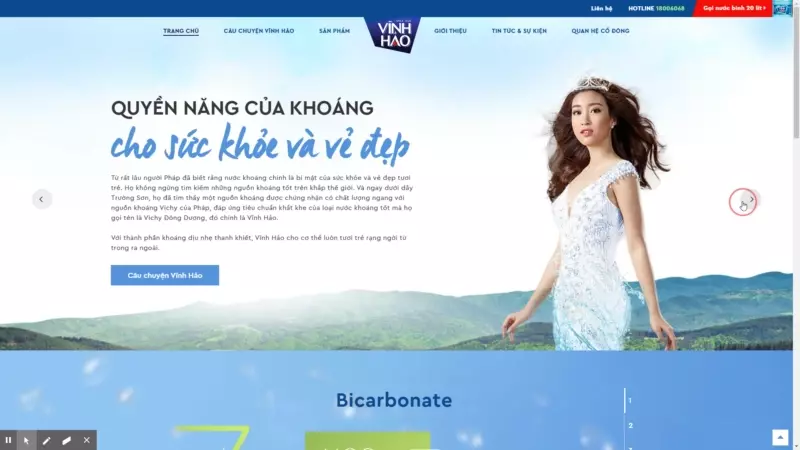 Liên hệ HOTLINE 18006068 Gọi nước bình 20 lít
TRANG CHỦ CÂU CHUYỆN VĨNH HẢO SẢN PHẨM VĨNH HẢO GIỚI THIỆU TIN TỨC & SỰ KIỆN QUAN HỆ CỔ ĐÔNG
QUYỀN NĂNG CỦA KHOÁNG
cho sức khỏe và vẻ đẹp
Từ rất lâu người Pháp đã biết rằng nước khoáng chính là bí mật của sức khỏe và vẻ đẹp tươi
trẻ. Họ không ngừng tìm kiếm những nguồn khoáng tốt trên khắp thế giới. Và ngay dưới dãy
Trường Sơn, họ đã tìm thấy một nguồn khoáng được chứng nhận có chất lượng ngang với
nguồn khoáng Vichy của Pháp, đáp ứng tiêu chuẩn khắt khe của loại nước khoáng tốt mà họ
gọi tên là Vichy Đông Dương, đó chính là Vĩnh Hảo.
Với thành phần khoáng dịu nhẹ thanh khiết, Vĩnh Hảo cho cơ thể luôn tươi trẻ rạng ngời từ
trong ra ngoài.
Câu chuyện Vĩnh Hảo
Bicarbonate
1
2